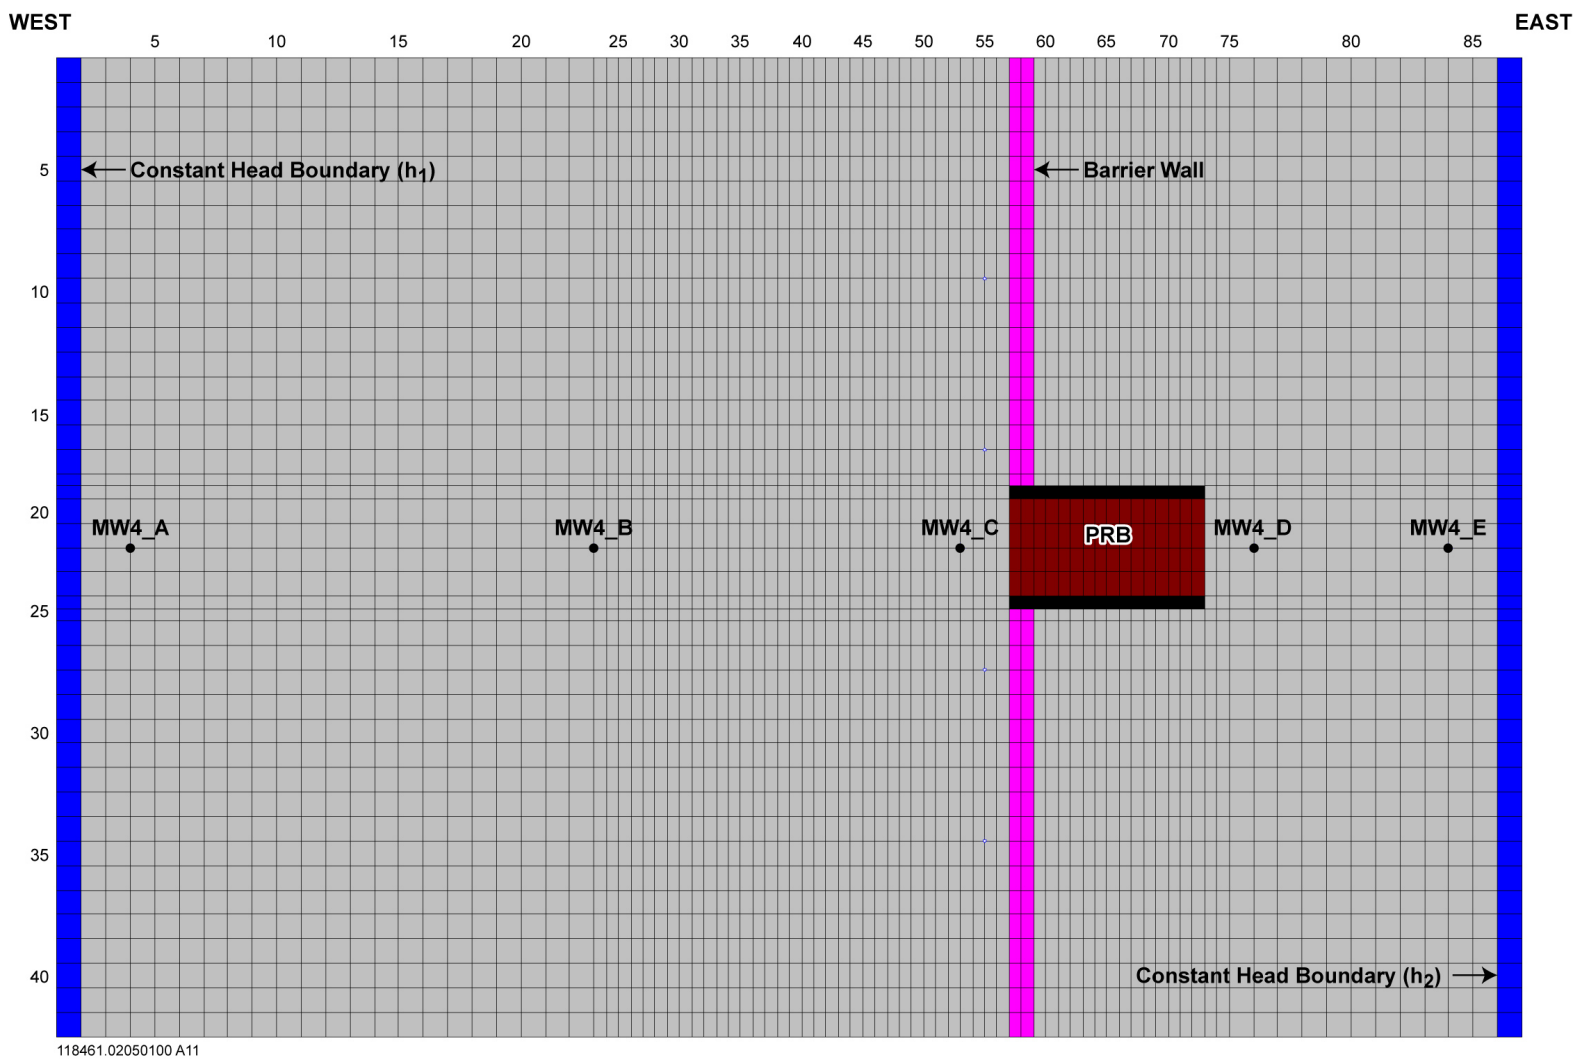 WEST
EAST
5 10 15 20 25 30 35 40 45 50 55 60 65 70 75 80 85
5
Constant Head Boundary (h1)
Barrier Wall
10
15
20
MW4_A MW4_B MW4_C PRB MW4_D MW4_E
25
30
35
40
Constant Head Boundary (h2)
118461.02050100 A11